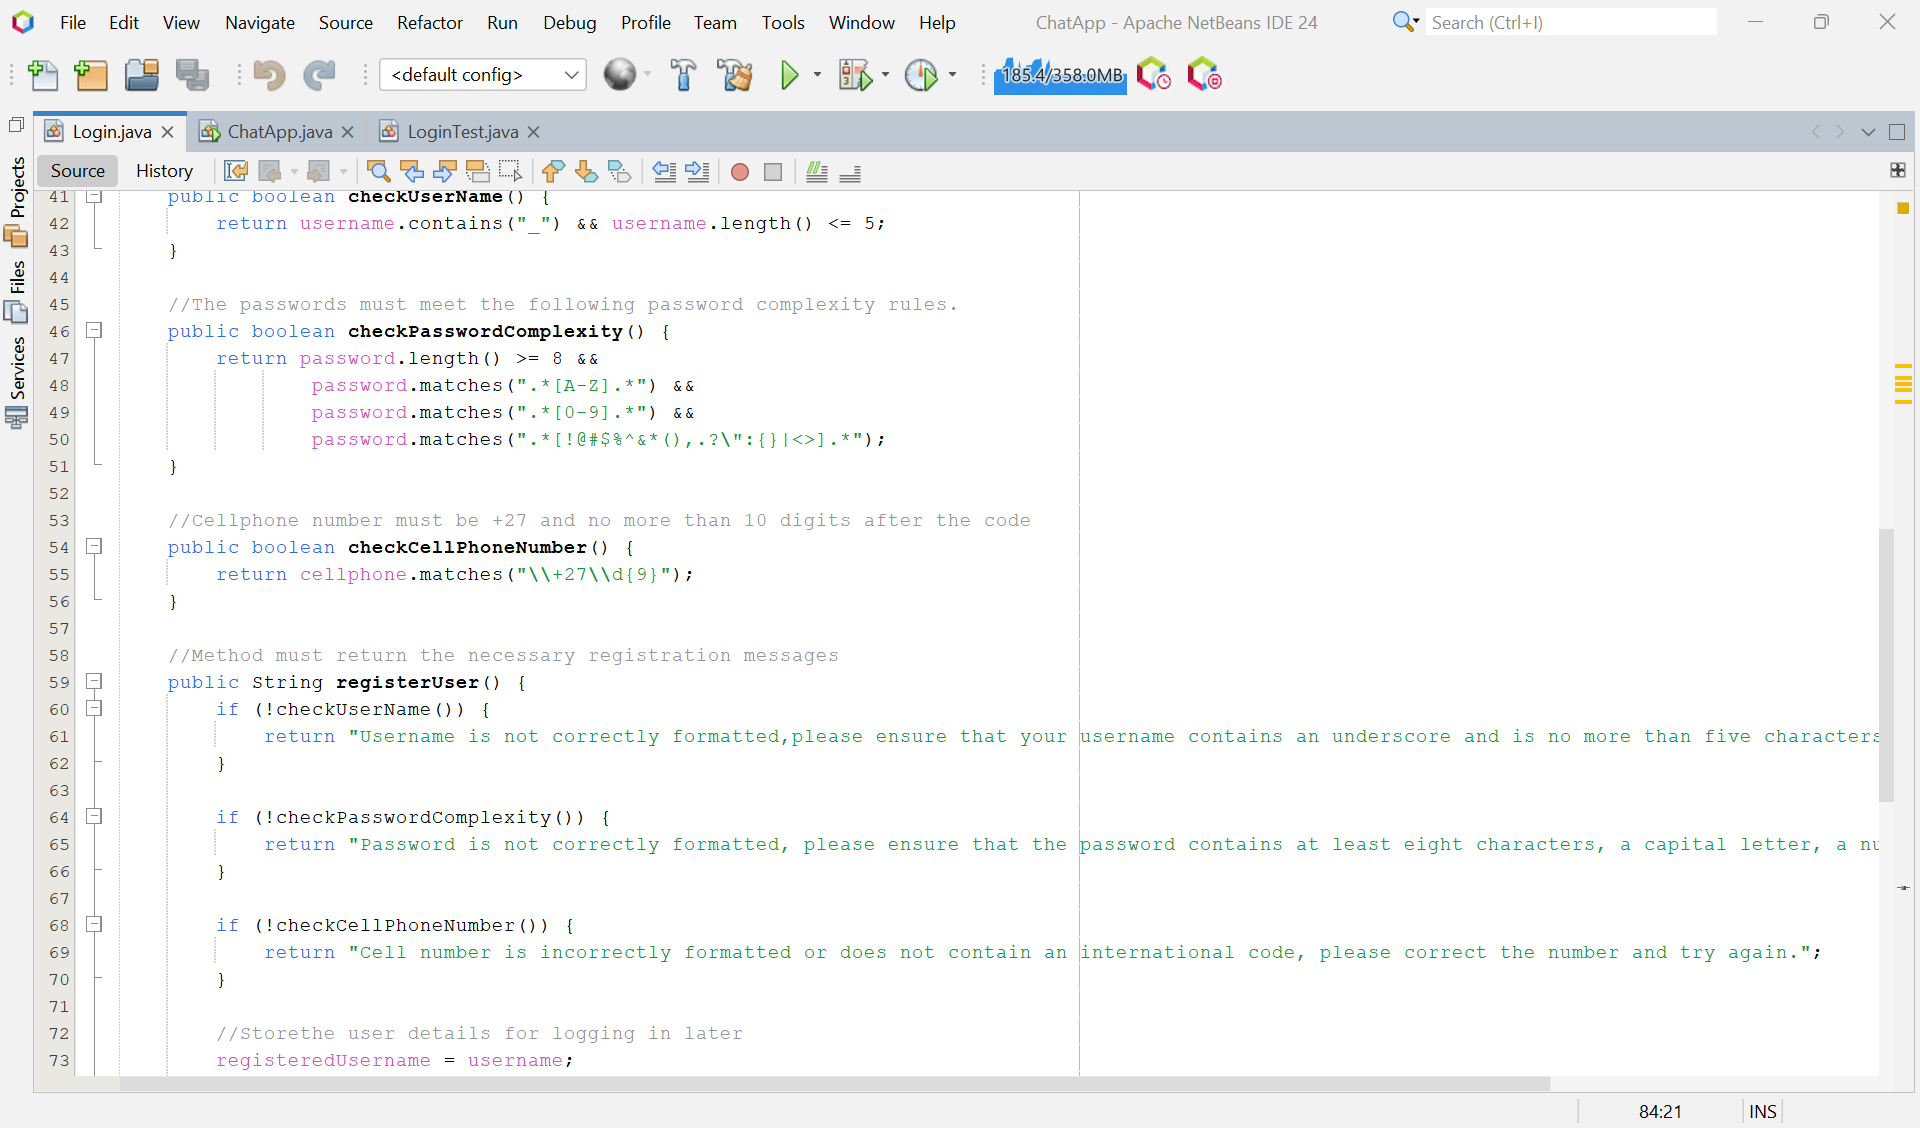 File Edit View Navigate Source Refactor Run Debug Profile Team Tools Window Help ChatApp - Apache NetBeans IDE 24 Search (Ctrl+I)
<default config> 185.4/358.0MB
Login.java ChatApp.java LoginTest.java
Source History
Projects
Files
Services
41 public boolean checkUserName() {
42 return username.contains("_") && username.length() <= 5;
43 }
44
45 //The passwords must meet the following password complexity rules.
46 public boolean checkPasswordComplexity() {
47 return password.length() >= 8 &&
48 password.matches(".*[A-Z].*") &&
49 password.matches(".*[0-9].*") &&
50 password.matches(".*[!@#$%^&*(),.?\":{}|<>].*");
51 }
52
53 //Cellphone number must be +27 and no more than 10 digits after the code
54 public boolean checkCellPhoneNumber() {
55 return cellphone.matches("\\+27\\d{9}");
56 }
57
58 //Method must return the necessary registration messages
59 public String registerUser() {
60 if (!checkUserName()) {
61 return "Username is not correctly formatted,please ensure that your username contains an underscore and is no more than five characters
62 }
63
64 if (!checkPasswordComplexity()) {
65 return "Password is not correctly formatted, please ensure that the password contains at least eight characters, a capital letter, a nu
66 }
67
68 if (!checkCellPhoneNumber()) {
69 return "Cell number is incorrectly formatted or does not contain an international code, please correct the number and try again.";
70 }
71
72 //Storethe user details for logging in later
73 registeredUsername = username;
84:21 INS